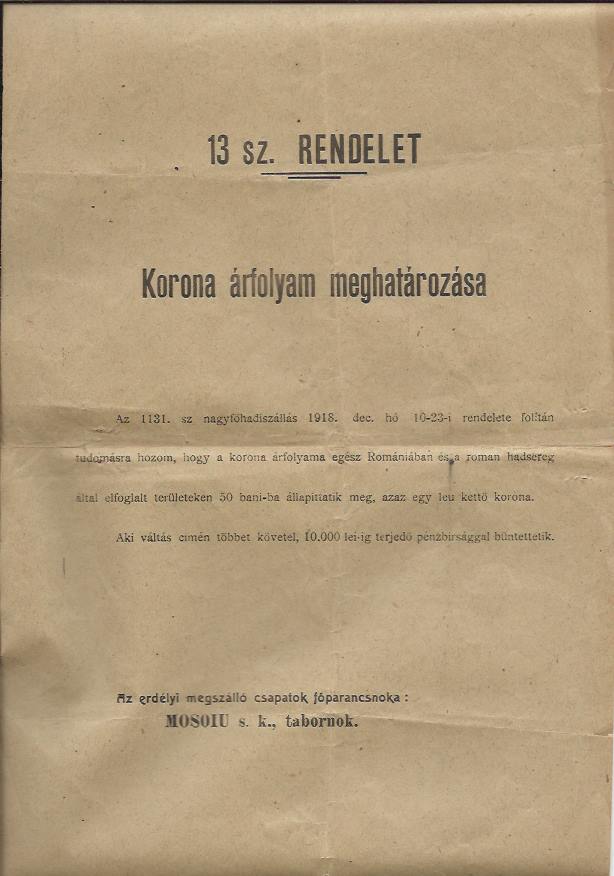 13 sz. RENDELET
Korona árfolyam meghatározása
Az 1131. sz nagyfőhadiszállás 1918. dec. hó 10-23-i rendelete folttán
tudomásra hozom, hogy a korona árfolyama egész Romániában és a roman hadsereg
által elfoglalt területeken 50 bani-ba állapittatik meg, azaz egy leu kettő korona.
Aki váltás cimén többet követel, 10.000 lei-ig terjedő pénzbirsággal büntettetik.
Az erdélyi megszálló csapatok főparancsnoka :
MOSOIU s. k., tabornok.